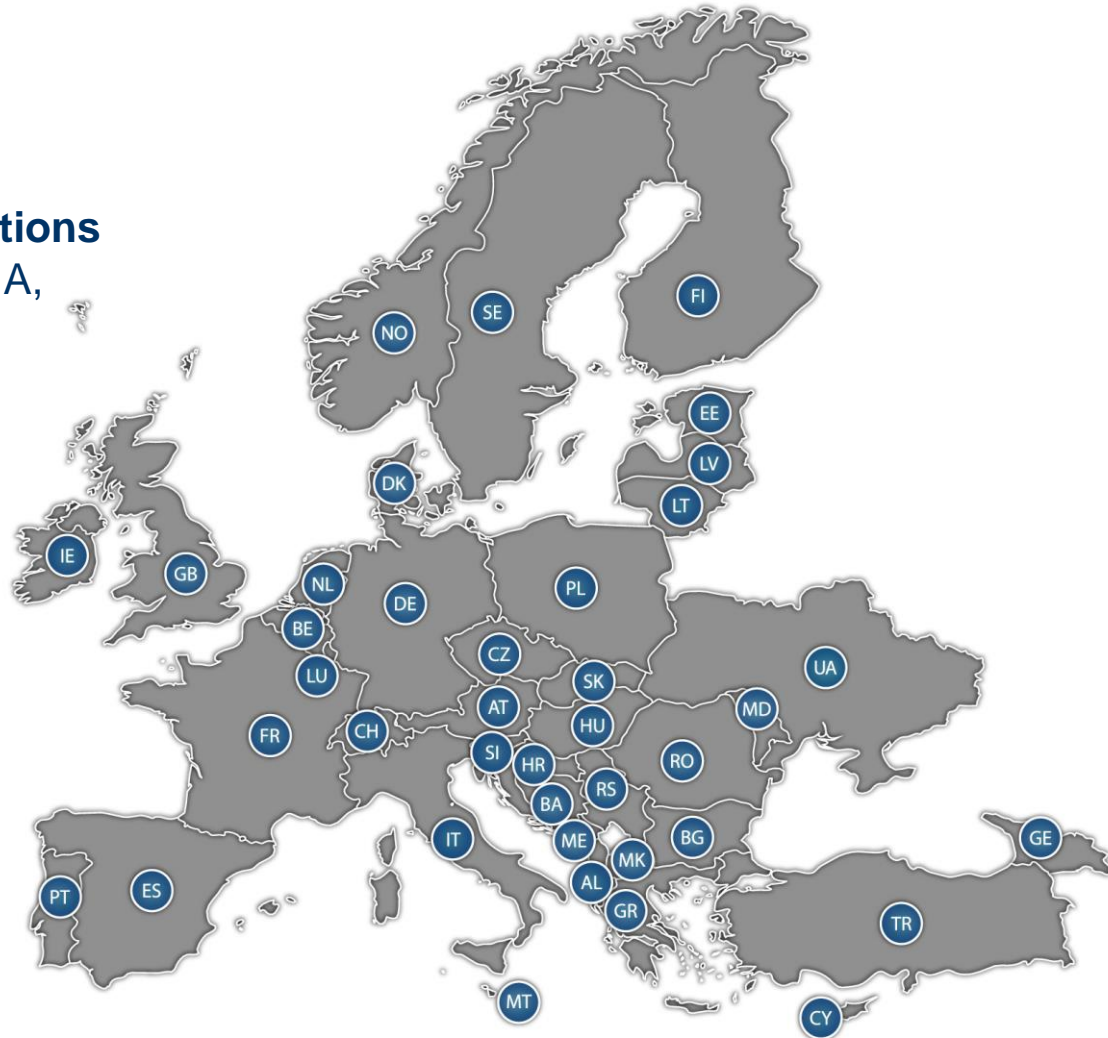 tions
A,
FI
SE
NO
EE
LV
DK
LT
IE
GB
NL
PL
DE
BE
CZ
UA
LU
SK
AT
MD
HU
FR
CH
SI
HR
RO
RS
BA
IT
ME
BG
GE
MK
AL
ES
PT
GR
TR
MT
CY